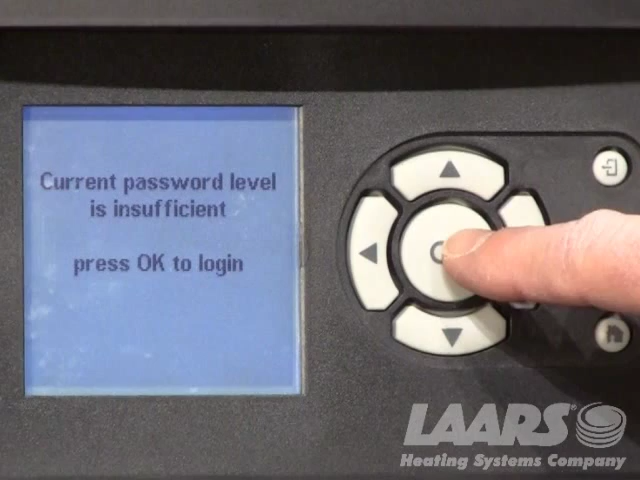 Current password level
is insufficient
press OK to login
LAARS®
Heating Systems Company